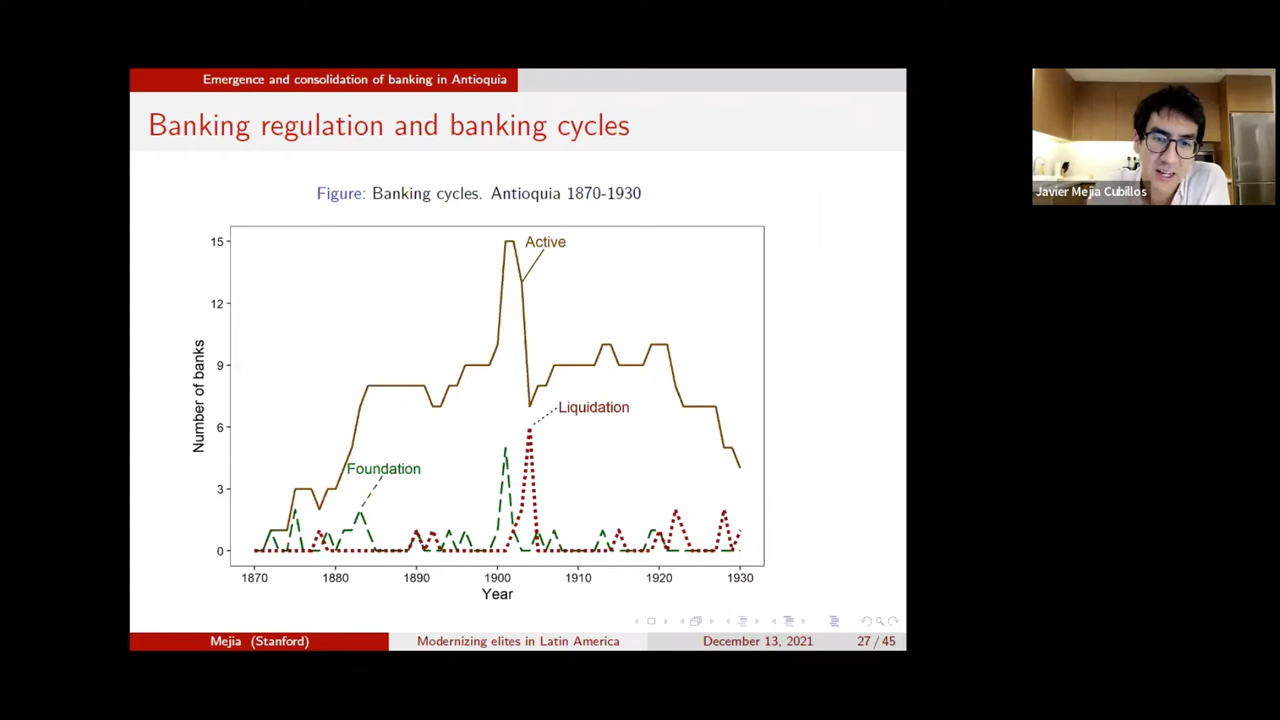 Emergence and consolidation of banking in Antioquia
Banking regulation and banking cycles
Javier Mejia Cubillos
Figure: Banking cycles. Antioquia 1870-1930
15
12
9
6
3
0
Number of banks
Active
Liquidation
Foundation
1870 1880 1890 1900 1910 1920 1930
Year
Mejia (Stanford) Modernizing elites in Latin America December 13, 2021 27 / 45